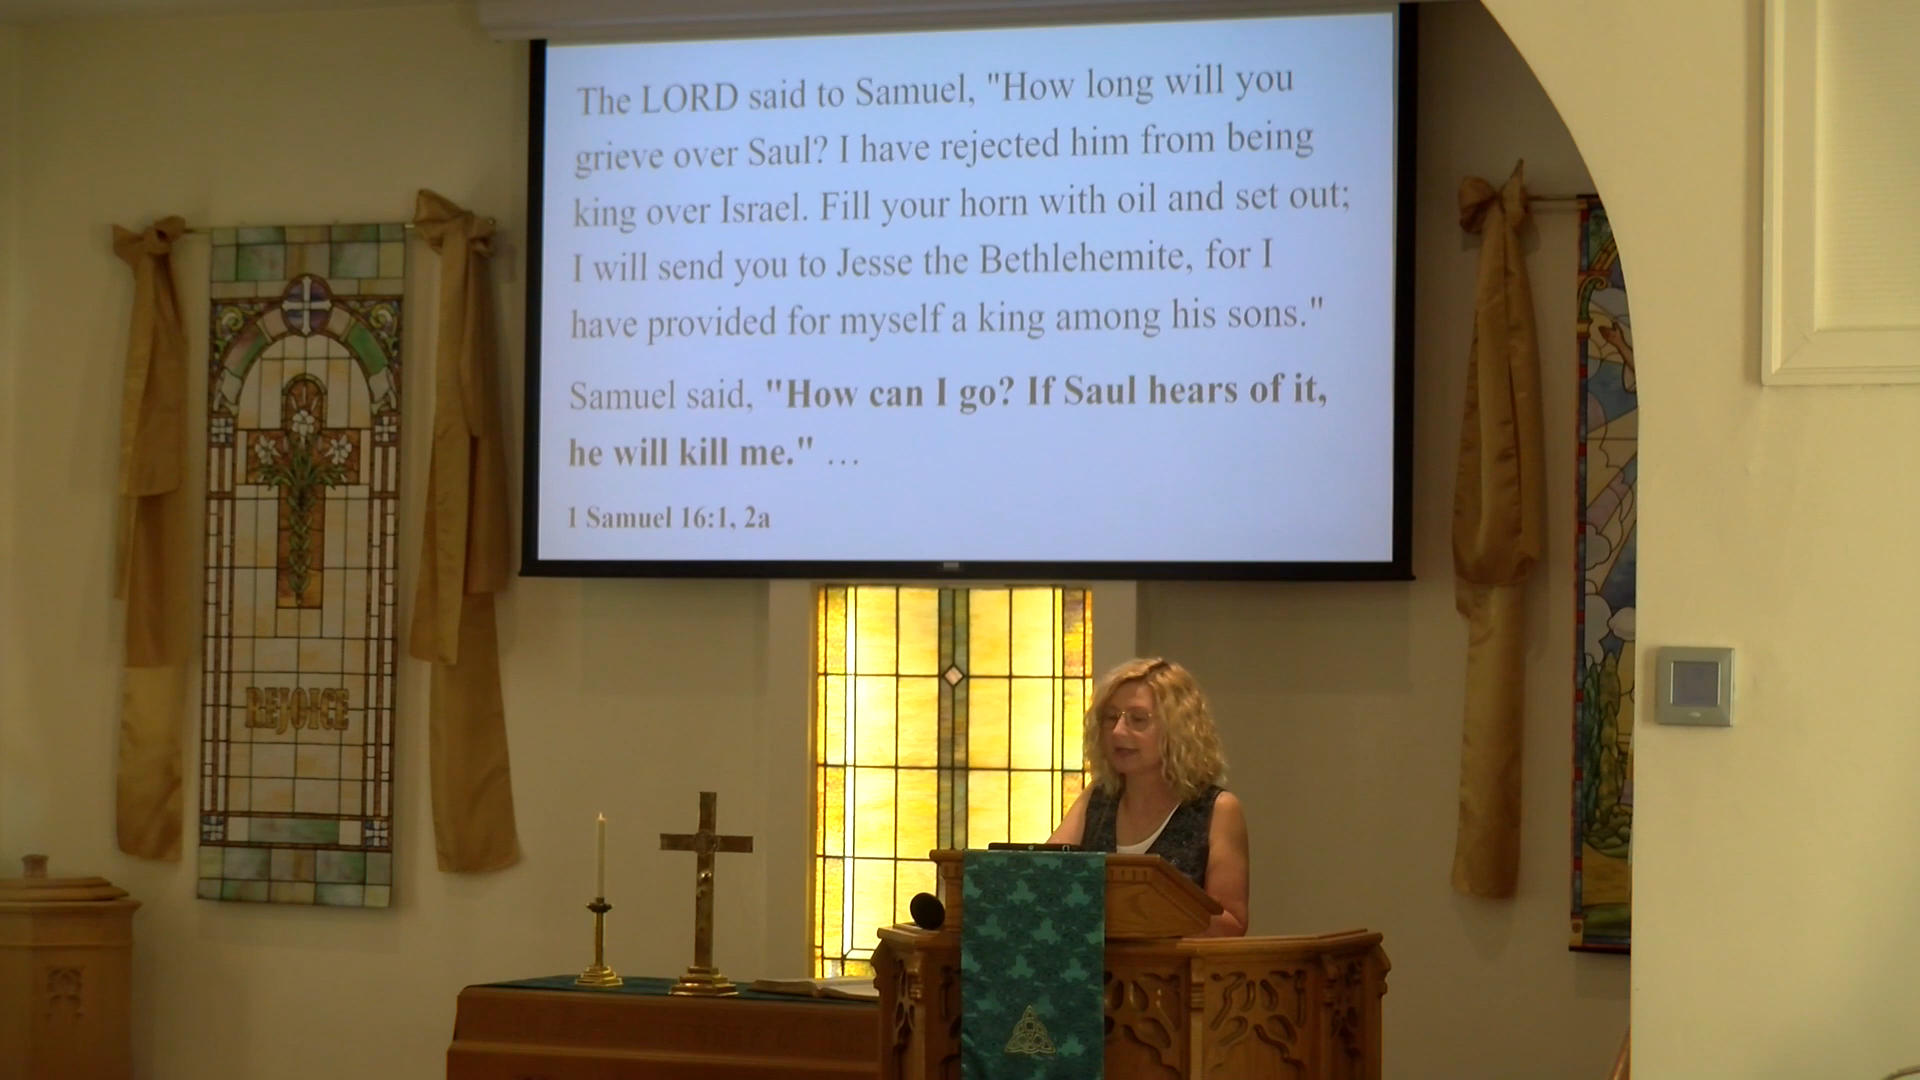 The LORD said to Samuel, "How long will you
grieve over Saul? I have rejected him from being
king over Israel. Fill your horn with oil and set out;
I will send you to Jesse the Bethlehemite, for I
have provided for myself a king among his sons."
Samuel said, "How can I go? If Saul hears of it,
he will kill me." …
1 Samuel 16:1, 2a
REJOICE